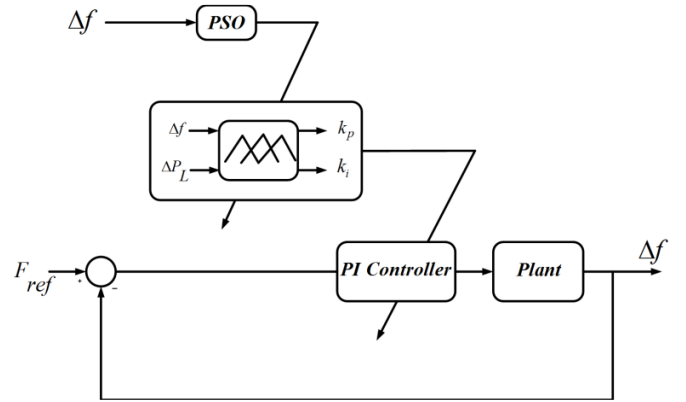 Δf PSO
Δf k_p
ΔP_L k_i
F_ref + - PI Controller Plant Δf